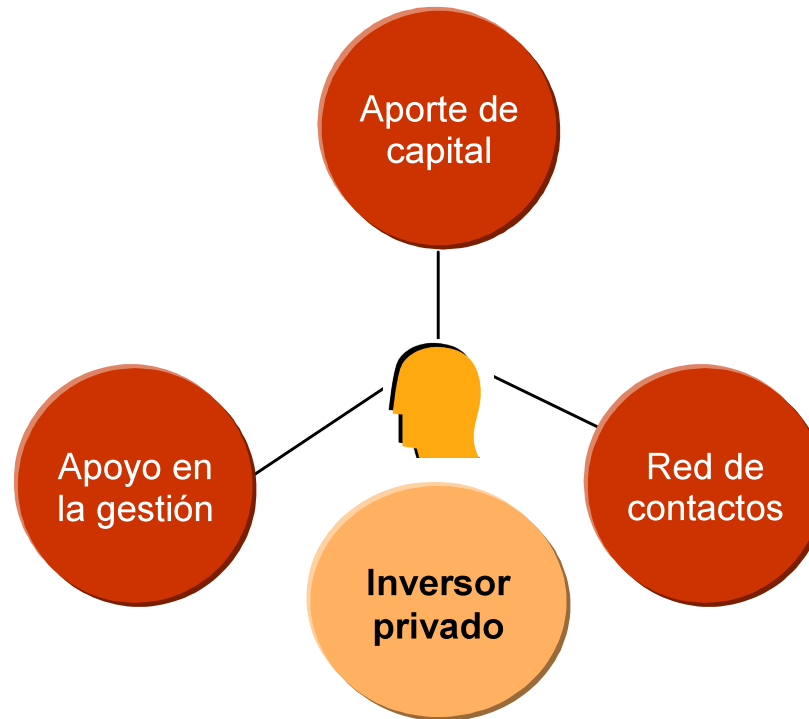 Aporte de
capital
Apoyo en
la gestión
Red de
contactos
Inversor
privado